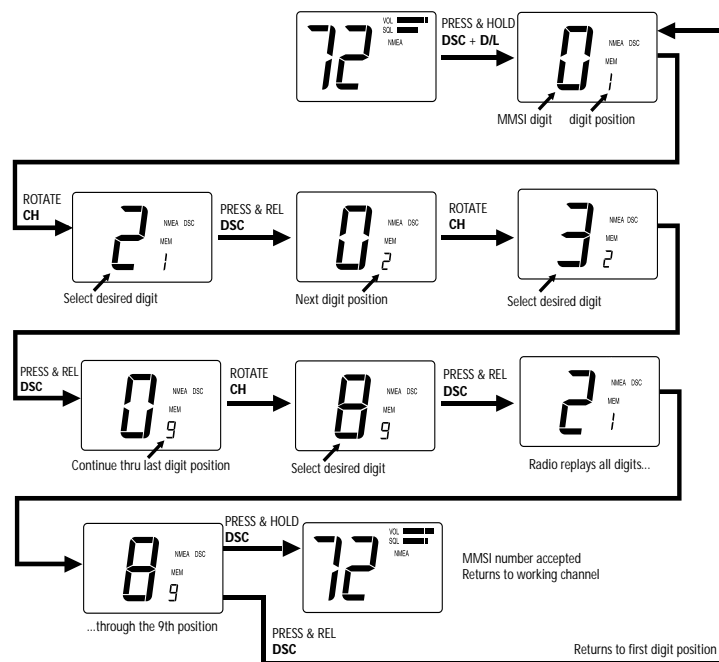 72
VOL
SQL
NMEA
PRESS & HOLD
DSC + D/L
0
NMEA DSC
MEM
1
MMSI digit
digit position
ROTATE
CH
2
NMEA DSC
MEM
1
Select desired digit
PRESS & REL
DSC
0
NMEA DSC
MEM
2
Next digit position
ROTATE
CH
3
NMEA DSC
MEM
2
Select desired digit
PRESS & REL
DSC
0
NMEA DSC
MEM
9
Continue thru last digit position
ROTATE
CH
8
NMEA DSC
MEM
9
Select desired digit
PRESS & REL
DSC
2
NMEA DSC
MEM
1
Radio replays all digits...
8
NMEA DSC
MEM
9
...through the 9th position
PRESS & HOLD
DSC
72
VOL
SQL
NMEA
MMSI number accepted
Returns to working channel
PRESS & REL
DSC
Returns to first digit position